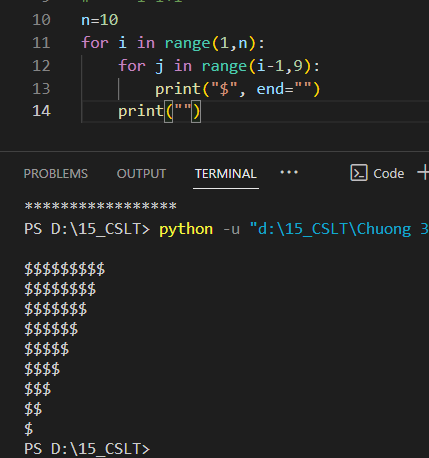 10 n=10
11 for i in range(1,n):
12 for j in range(i-1,9):
13 print("$", end="")
14 print("")
PROBLEMS OUTPUT TERMINAL ··· Code +
*****************
PS D:\15_CSLT> python -u "d:\15_CSLT\Chuong 3
$$$$$$$$$
$$$$$$$$
$$$$$$$
$$$$$$
$$$$$
$$$$
$$$
$$
$
PS D:\15_CSLT>